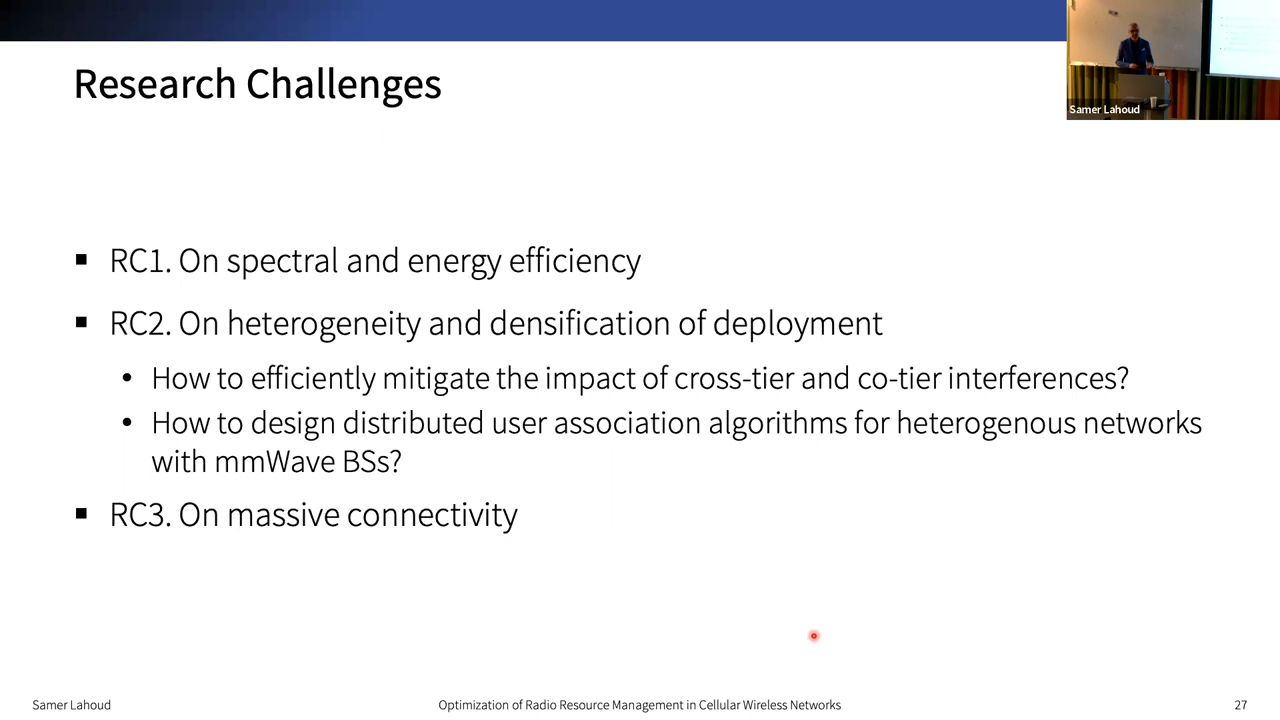 Research Challenges
Samer Lahoud
▪ RC1. On spectral and energy efficiency
▪ RC2. On heterogeneity and densification of deployment
• How to efficiently mitigate the impact of cross-tier and co-tier interferences?
• How to design distributed user association algorithms for heterogenous networks
with mmWave BSs?
▪ RC3. On massive connectivity
Samer Lahoud
Optimization of Radio Resource Management in Cellular Wireless Networks
27